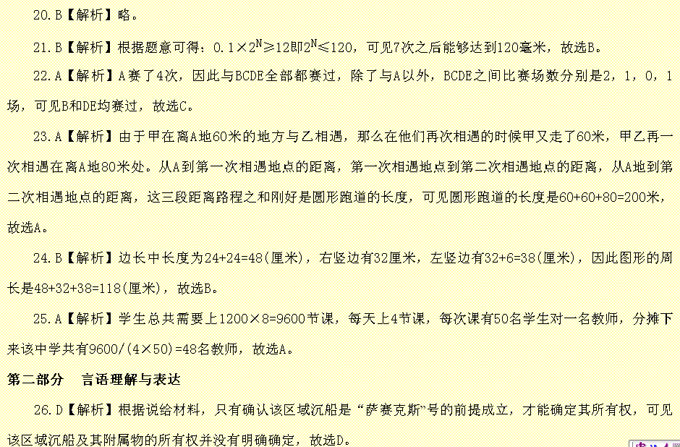 20.B【解析】略。
21.B【解析】根据题意可得：0.1×2N≥12即2N≤120，可见7次之后能够达到120毫米，故选B。
22.A【解析】A赛了4次，因此与BCDE全部都赛过，除了与A以外，BCDE之间比赛场数分别是2，1，0，1
场，可见B和DE均赛过，故选C。
23.A【解析】由于甲在离A地60米的地方与乙相遇，那么在他们再次相遇的时候甲又走了60米，甲乙再一
次相遇在离A地80米处。从A到第一次相遇地点的距离，第一次相遇地点到第二次相遇地点的距离，从A地到第
二次相遇地点的距离，这三段距离路程之和刚好是圆形跑道的长度，可见圆形跑道的长度是60+60+80=200米，
故选A。
24.B【解析】边长中长度为24+24=48(厘米)，右竖边有32厘米，左竖边有32+6=38(厘米)，因此图形的周
长是48+32+38=118(厘米)，故选B。
25.A【解析】学生总共需要上1200×8=9600节课，每天上4节课，每次课有50名学生对一名教师，分摊下
来该中学共有9600/(4×50)=48名教师，故选A。
第二部分 言语理解与表达
26.D【解析】根据说给材料，只有确认该区域沉船是“萨赛克斯”号的前提成立，才能确定其所有权，可见
该区域沉船及其附属物的所有权并没有明确确定，故选D。